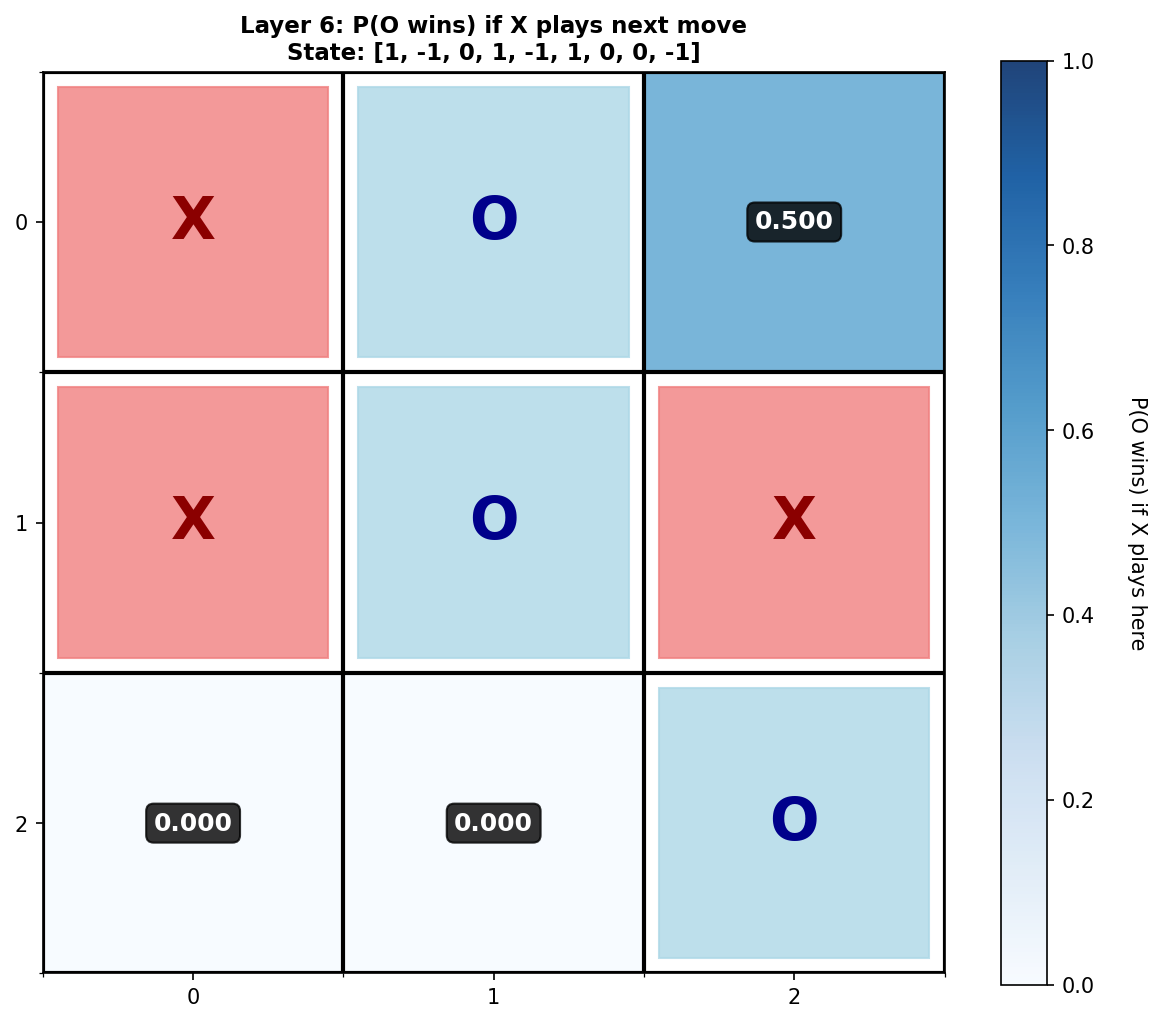 Layer 6: P(O wins) if X plays next move
State: [1, -1, 0, 1, -1, 1, 0, 0, -1]
0
X
O
0.500
1
X
O
X
2
0.000
0.000
O
0
1
2
1.0
0.8
0.6
0.4
0.2
0.0
P(O wins) if X plays here